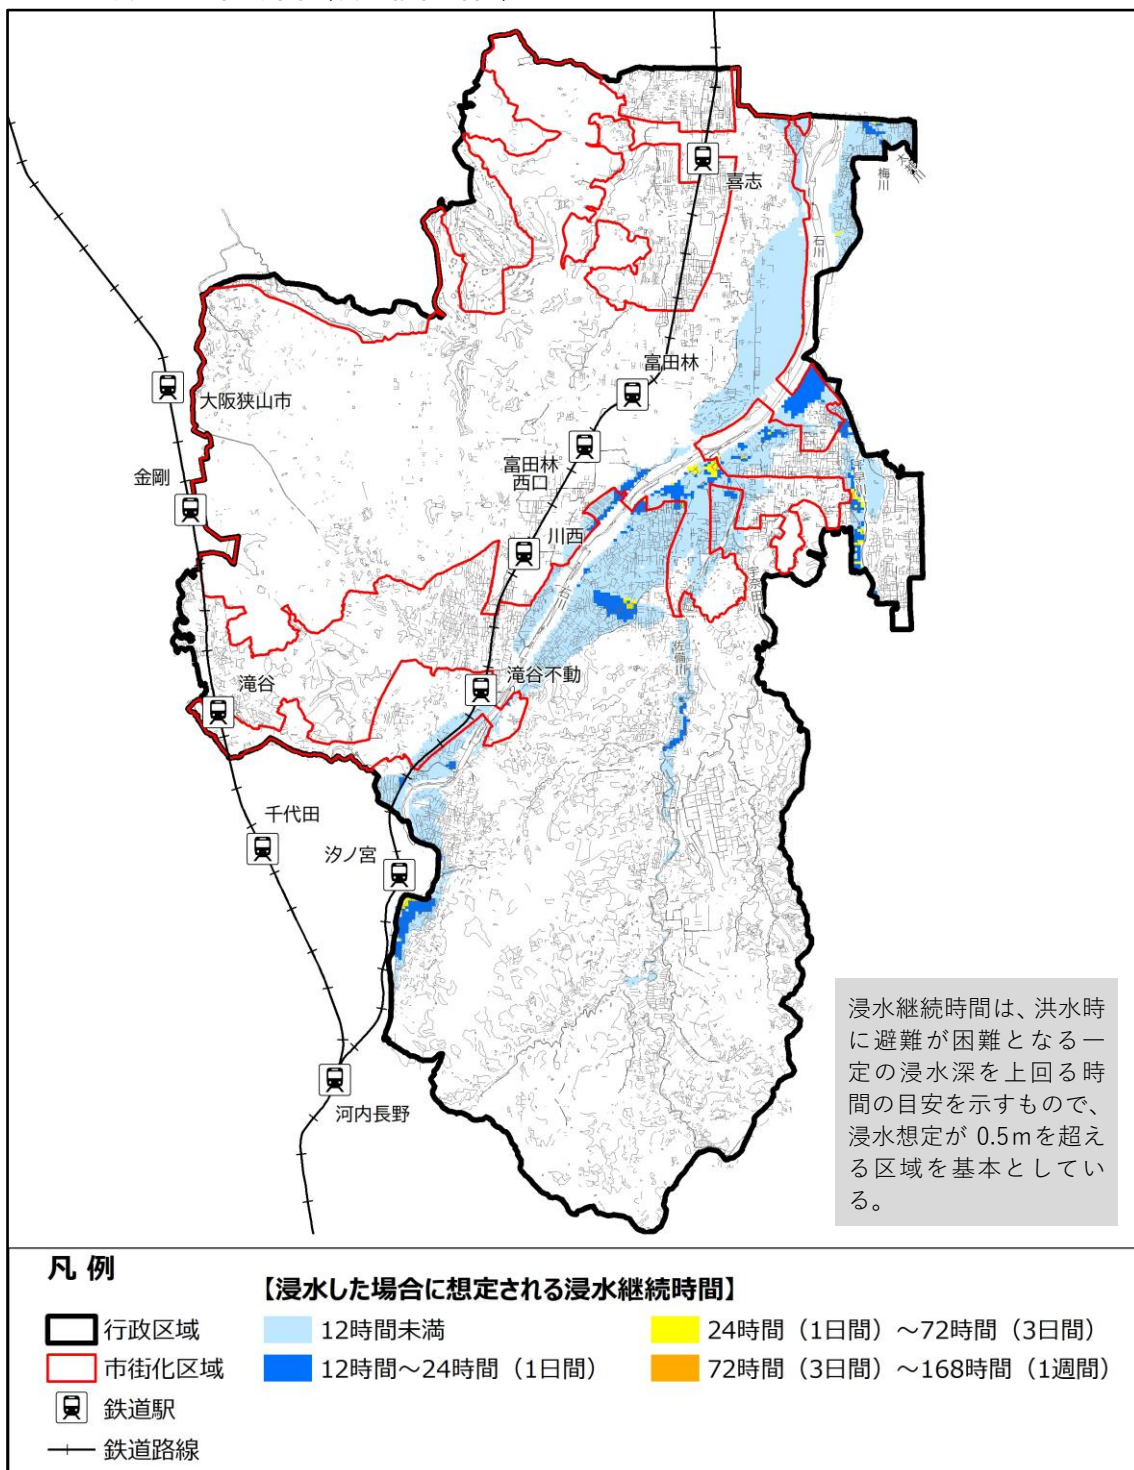 喜志
梅川
石川
富田林
大阪狭山市
富田林
西口
金剛
川西
石川
佐備川
滝谷不動
滝谷
千代田
汐ノ宮
河内長野
浸水継続時間は、洪水時
に避難が困難となる一
定の浸水深を上回る時
間の目安を示すもので、
浸水想定が 0.5mを超え
る区域を基本としてい
る。
凡 例
【浸水した場合に想定される浸水継続時間】
行政区域
12時間未満
24時間（1日間）～72時間（3日間）
市街化区域
12時間～24時間（1日間）
72時間（3日間）～168時間（1週間）
鉄道駅
鉄道路線